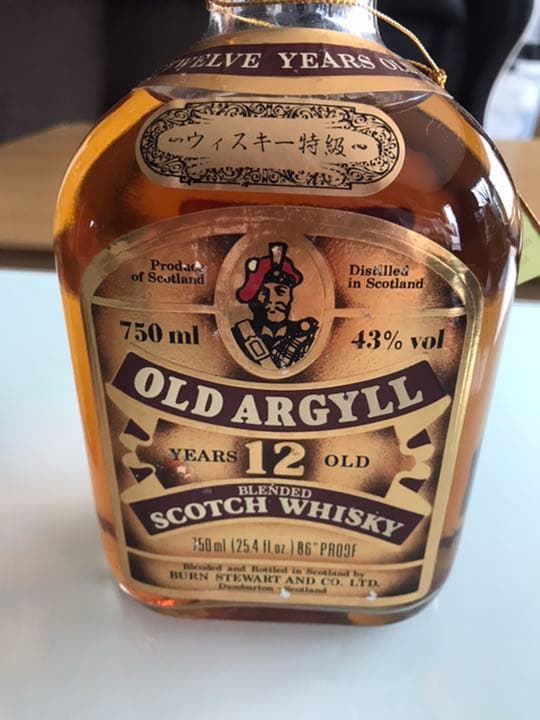 TWELVE YEARS OLD
~ウィスキー特級~
Produce
of Scotland
Distilled
in Scotland
750 ml
43% vol
OLD ARGYLL
YEARS 12 OLD
BLENDED
SCOTCH WHISKY
750 ml (25.4 fl.oz.) 86° PROOF
Blended and Bottled in Scotland by
BURN STEWART AND CO. LTD.
Dumbarton - Scotland